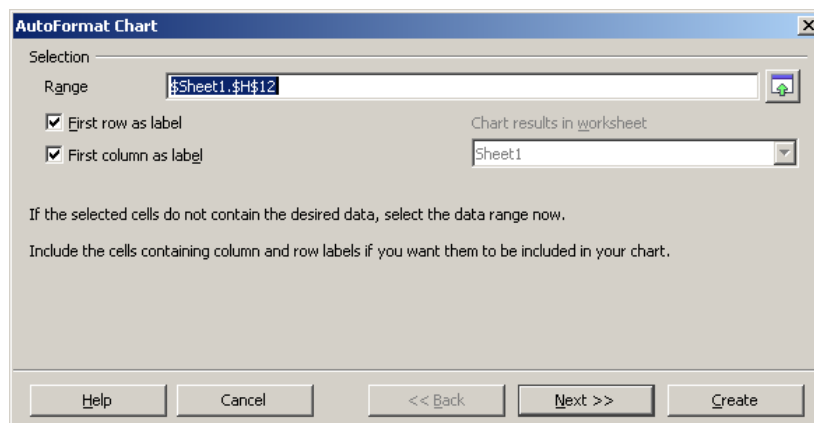 AutoFormat Chart
Selection
Range
$Sheet1.$H$12
First row as label
Chart results in worksheet
First column as label
Sheet1
If the selected cells do not contain the desired data, select the data range now.
Include the cells containing column and row labels if you want them to be included in your chart.
Help Cancel << Back Next >> Create